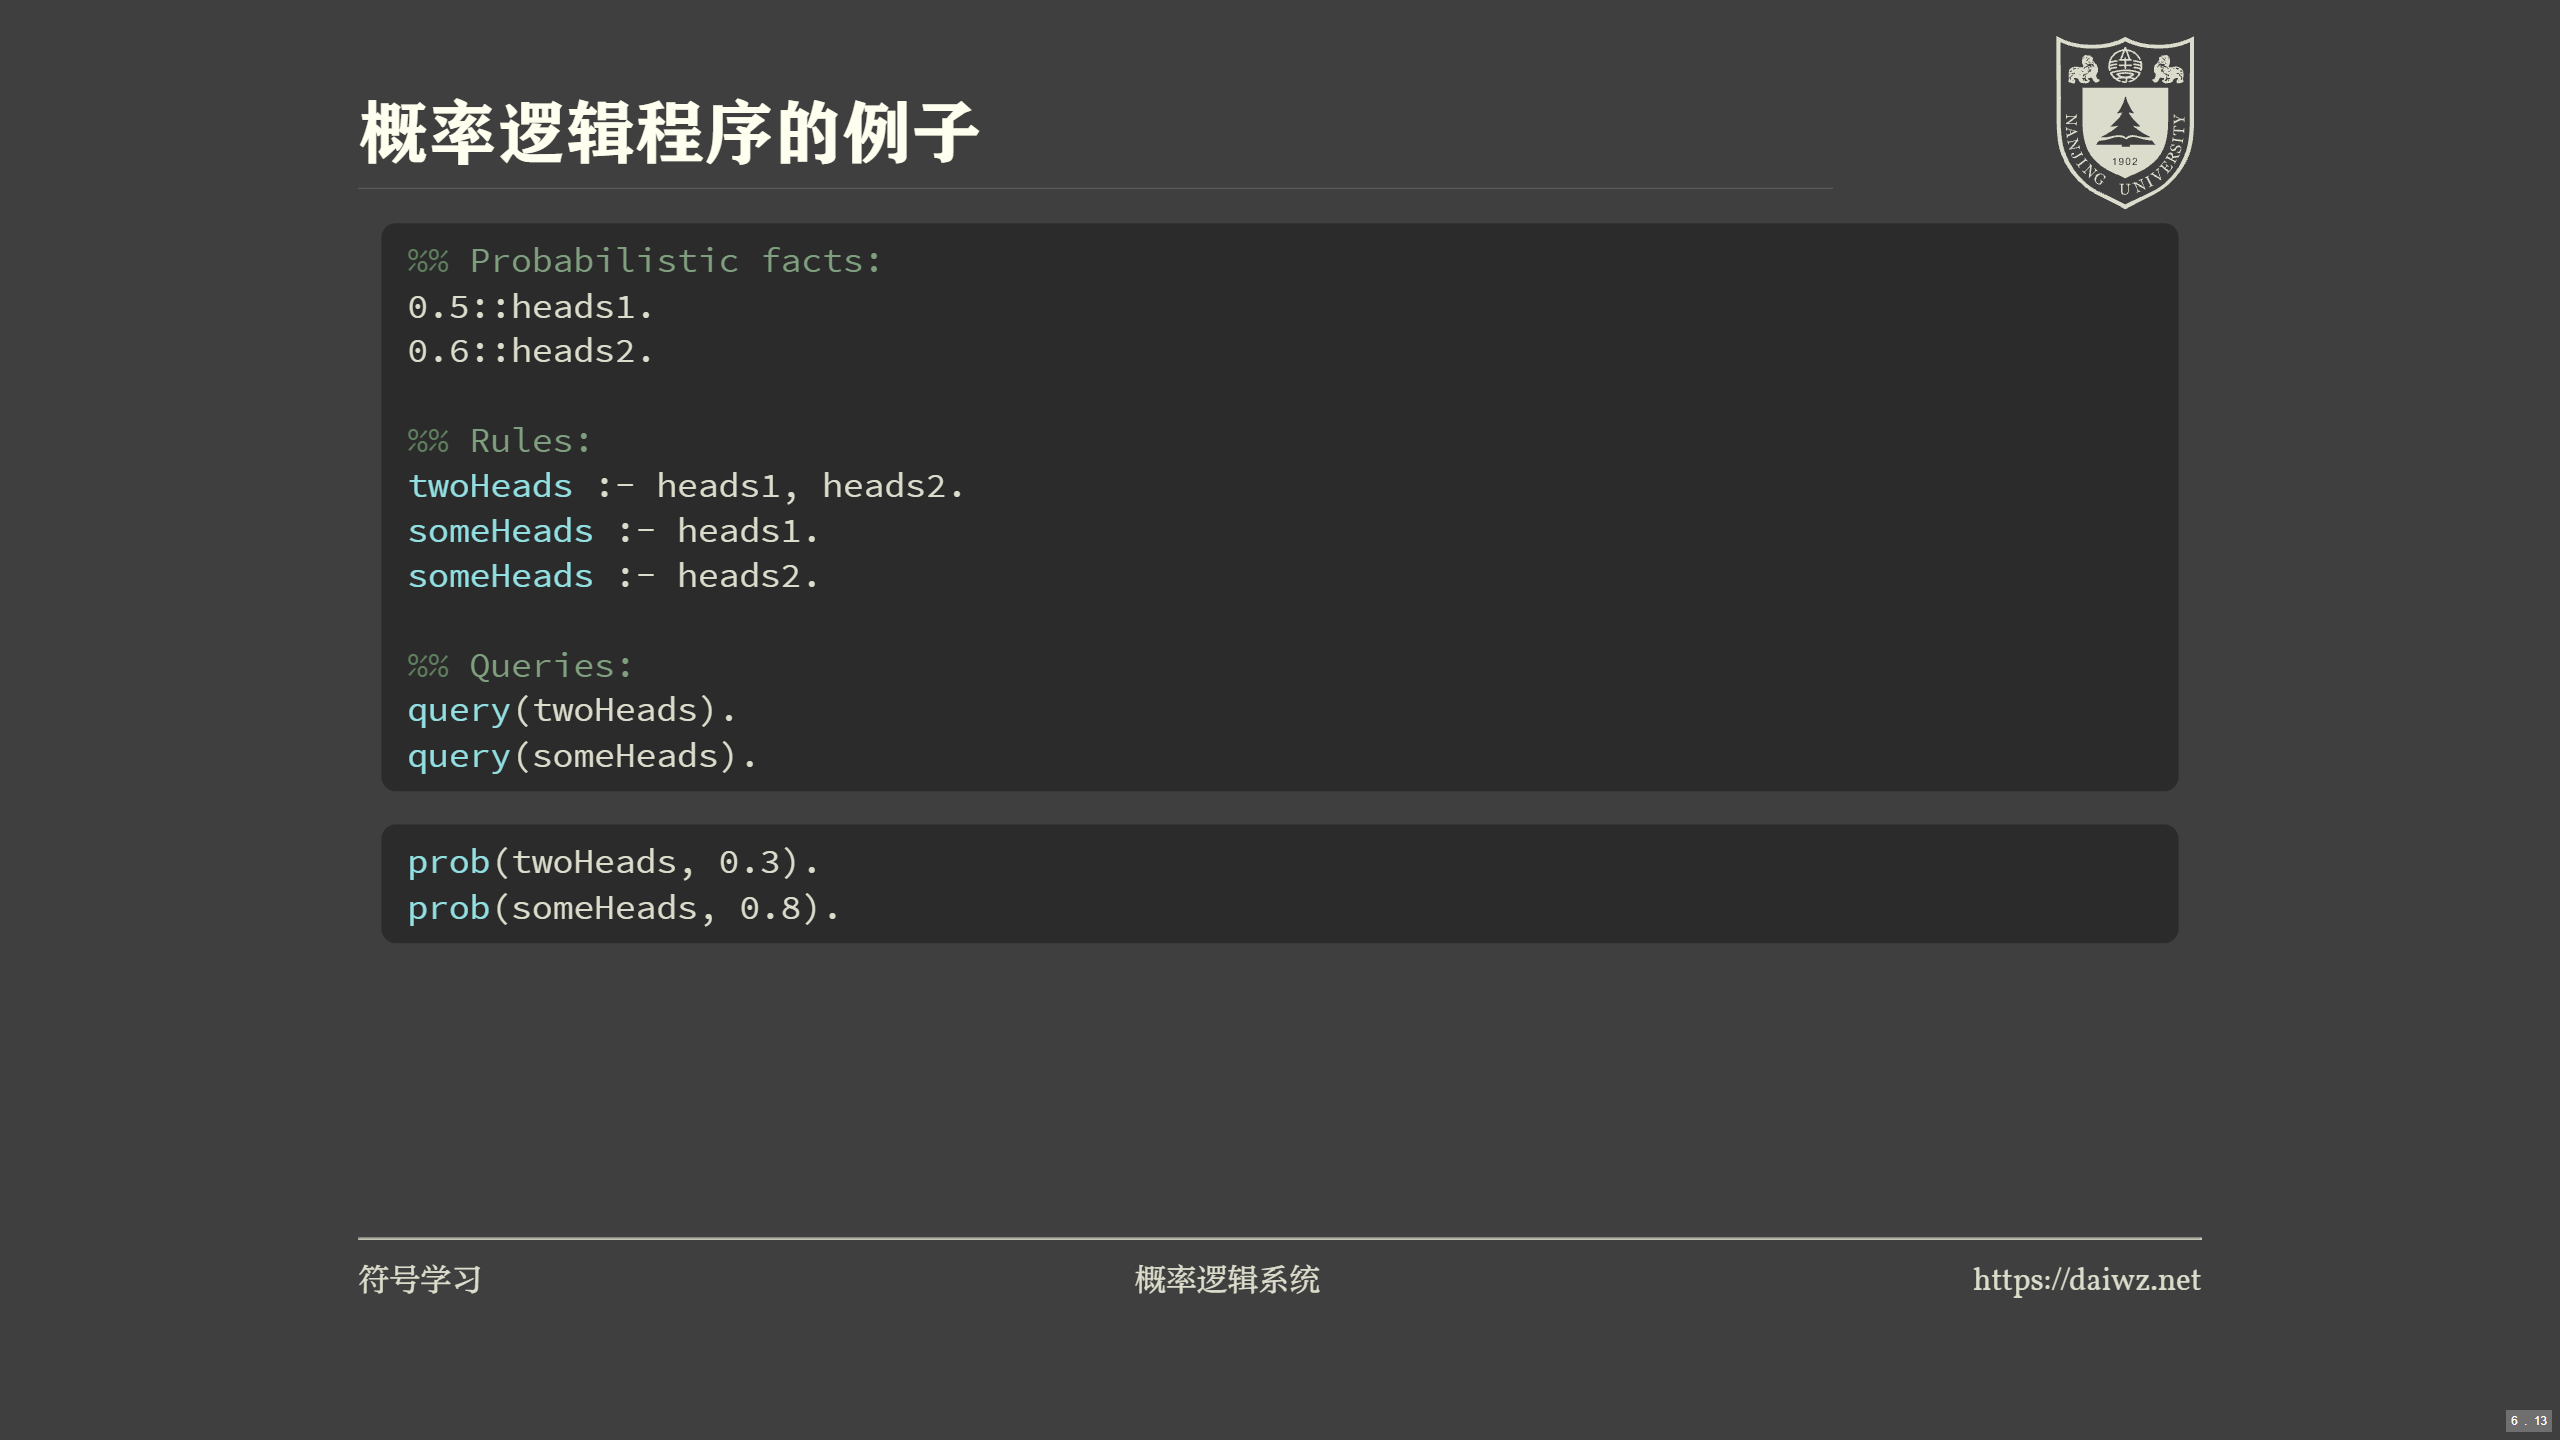 概率逻辑程序的例子
NANJING UNIVERSITY
1902
%% Probabilistic facts:
0.5::heads1.
0.6::heads2.
%% Rules:
twoHeads :- heads1, heads2.
someHeads :- heads1.
someHeads :- heads2.
%% Queries:
query(twoHeads).
query(someHeads).
prob(twoHeads, 0.3).
prob(someHeads, 0.8).
符号学习
概率逻辑系统
https://daiwz.net
6 . 13